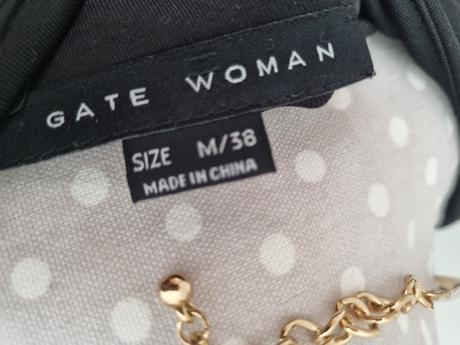 GATE WOMAN
SIZE M/38
MADE IN CHINA